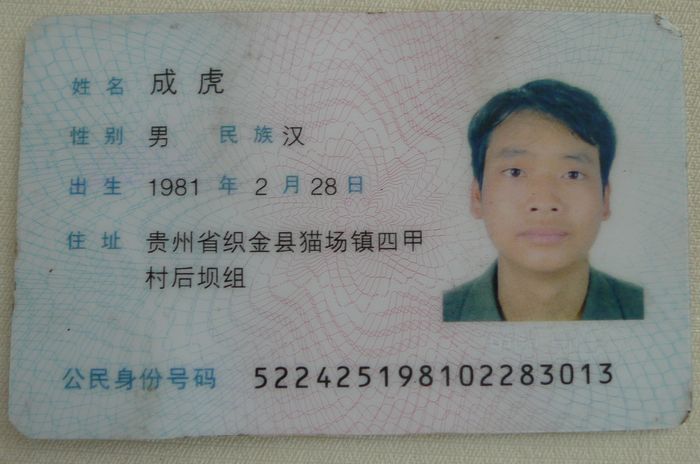 姓名 成虎
性别 男 民族 汉
出生 1981 年 2 月 28 日
住址 贵州省织金县猫场镇四甲
村后坝组
公民身份号码 522425198102283013